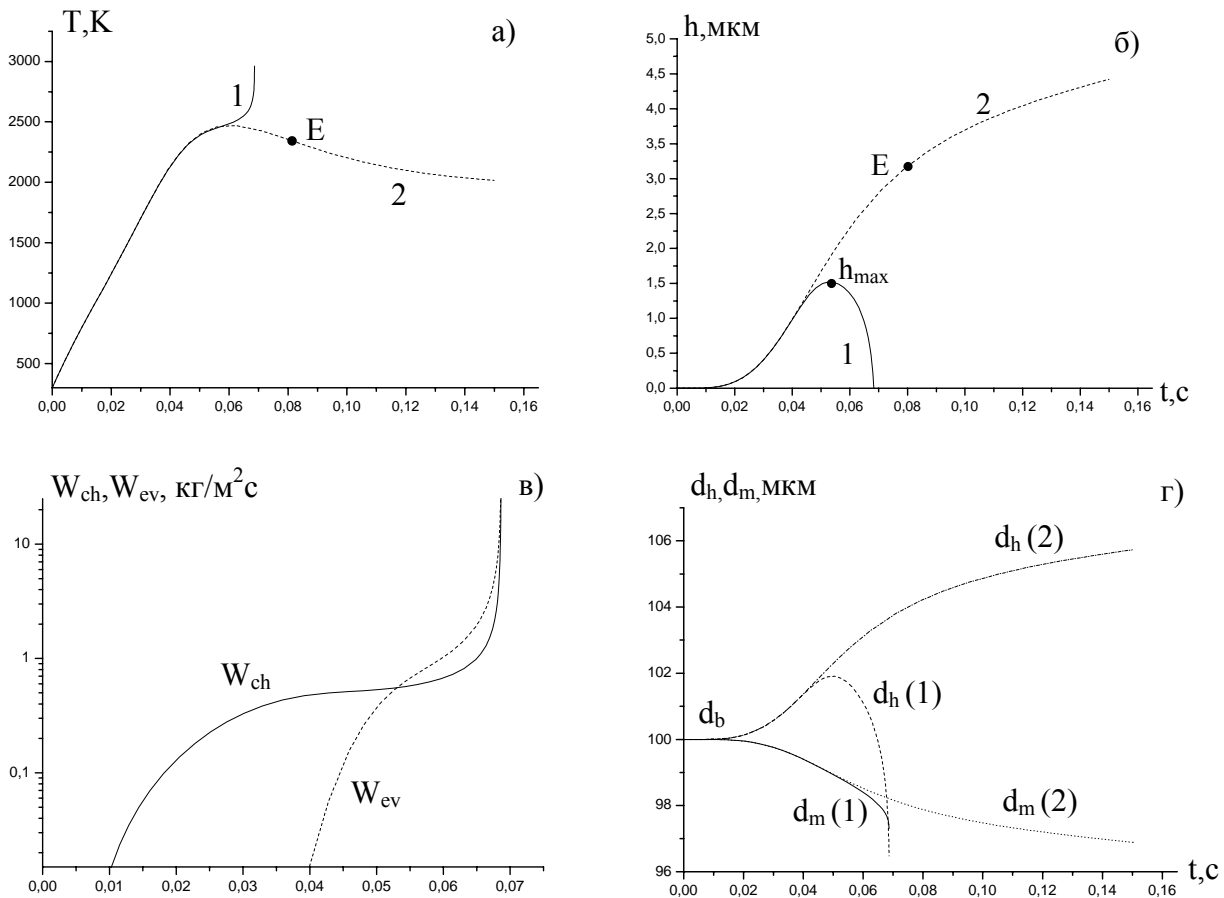 T,K
а)
3000
2500
2000
1500
1000
500
1
E
2
0,00 0,02 0,04 0,06 0,08 0,10 0,12 0,14 0,16
h,мкм
б)
5,0
4,5
4,0
3,5
3,0
2,5
2,0
1,5
1,0
0,5
0,0
2
E
hmax
1
t,c
0,00 0,02 0,04 0,06 0,08 0,10 0,12 0,14 0,16
Wch, Wev, кг/м²с
в)
10
1
0,1
Wch
Wev
0,00 0,01 0,02 0,03 0,04 0,05 0,06 0,07
dh, dm, мкм
г)
106
104
102
100
98
96
dh (2)
db
dh (1)
dm (1)
dm (2)
t,c
0,00 0,02 0,04 0,06 0,08 0,10 0,12 0,14 0,16